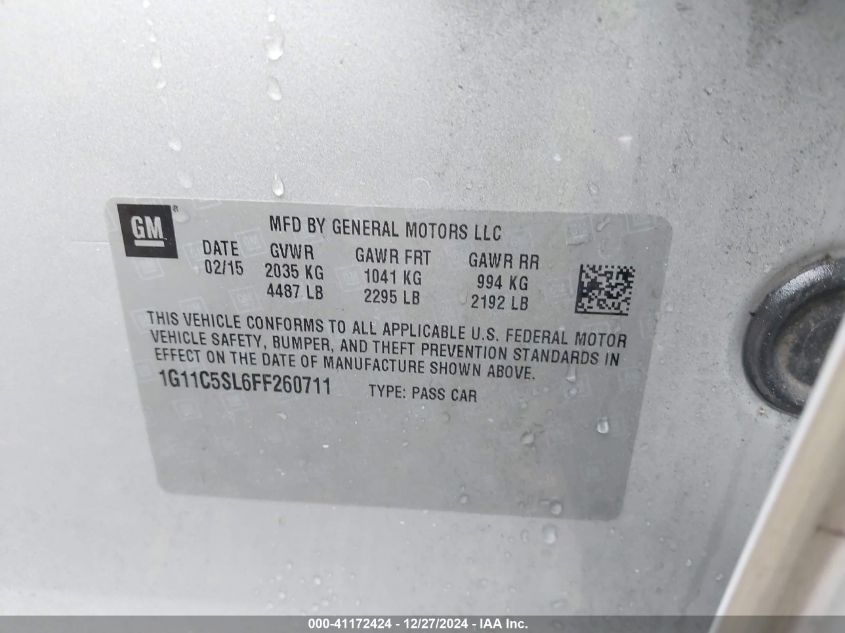 GM
®
MFD BY GENERAL MOTORS LLC
DATE GVWR GAWR FRT GAWR RR
02/15 2035 KG 1041 KG 994 KG
4487 LB 2295 LB 2192 LB
THIS VEHICLE CONFORMS TO ALL APPLICABLE U.S. FEDERAL MOTOR
VEHICLE SAFETY, BUMPER, AND THEFT PREVENTION STANDARDS IN
EFFECT ON THE DATE OF MANUFACTURE SHOWN ABOVE.
1G11C5SL6FF260711 TYPE: PASS CAR
000-41172424 - 12/27/2024 - IAA Inc.